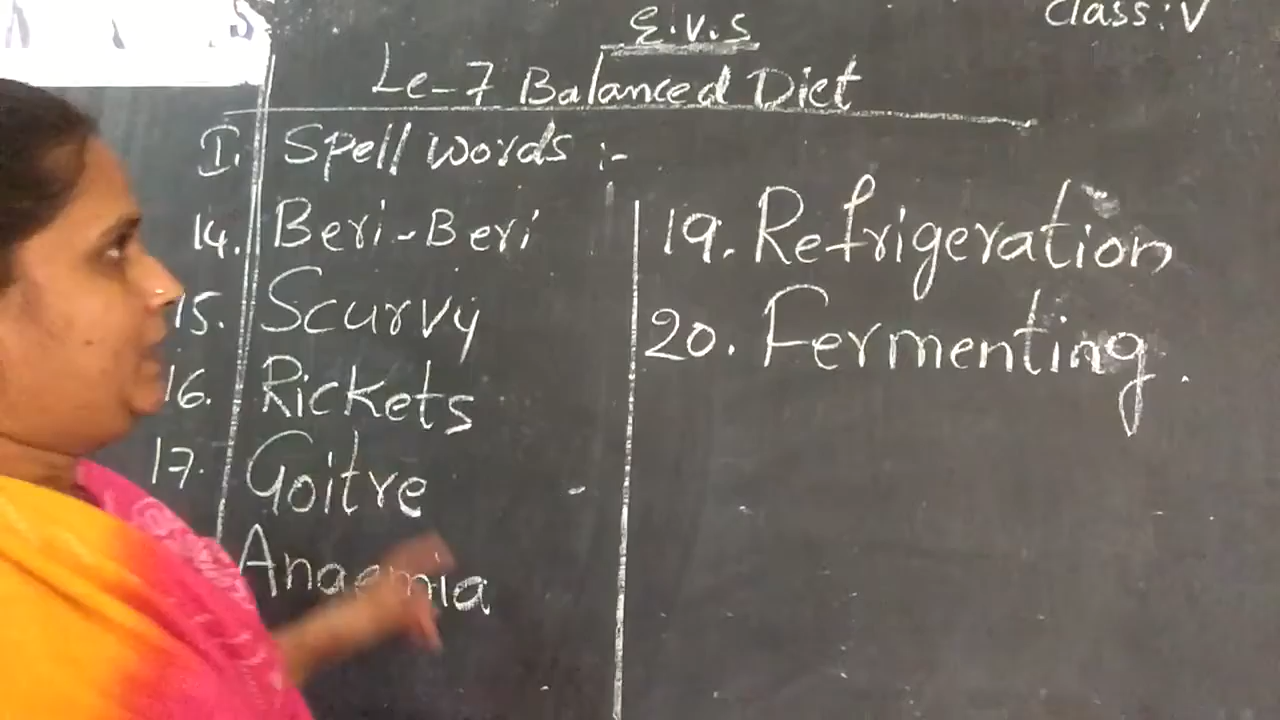 E.V.S
Class: V
Le-7 Balanced Diet
I. Spell words :-
14. Beri-Beri
15. Scurvy
16. Rickets
17. Goitre
Anaemia
19. Refrigeration
20. Fermenting.